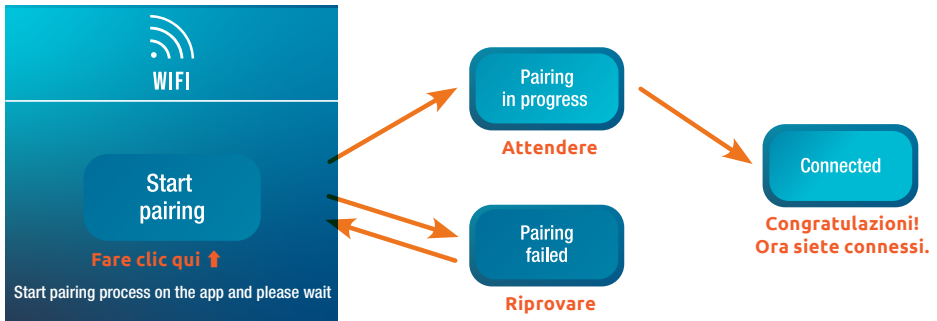 WIFI
Start
pairing
Fare clic qui
Start pairing process on the app and please wait
Pairing
in progress
Attendere
Pairing
failed
Riprovare
Connected
Congratulazioni!
Ora siete connessi.